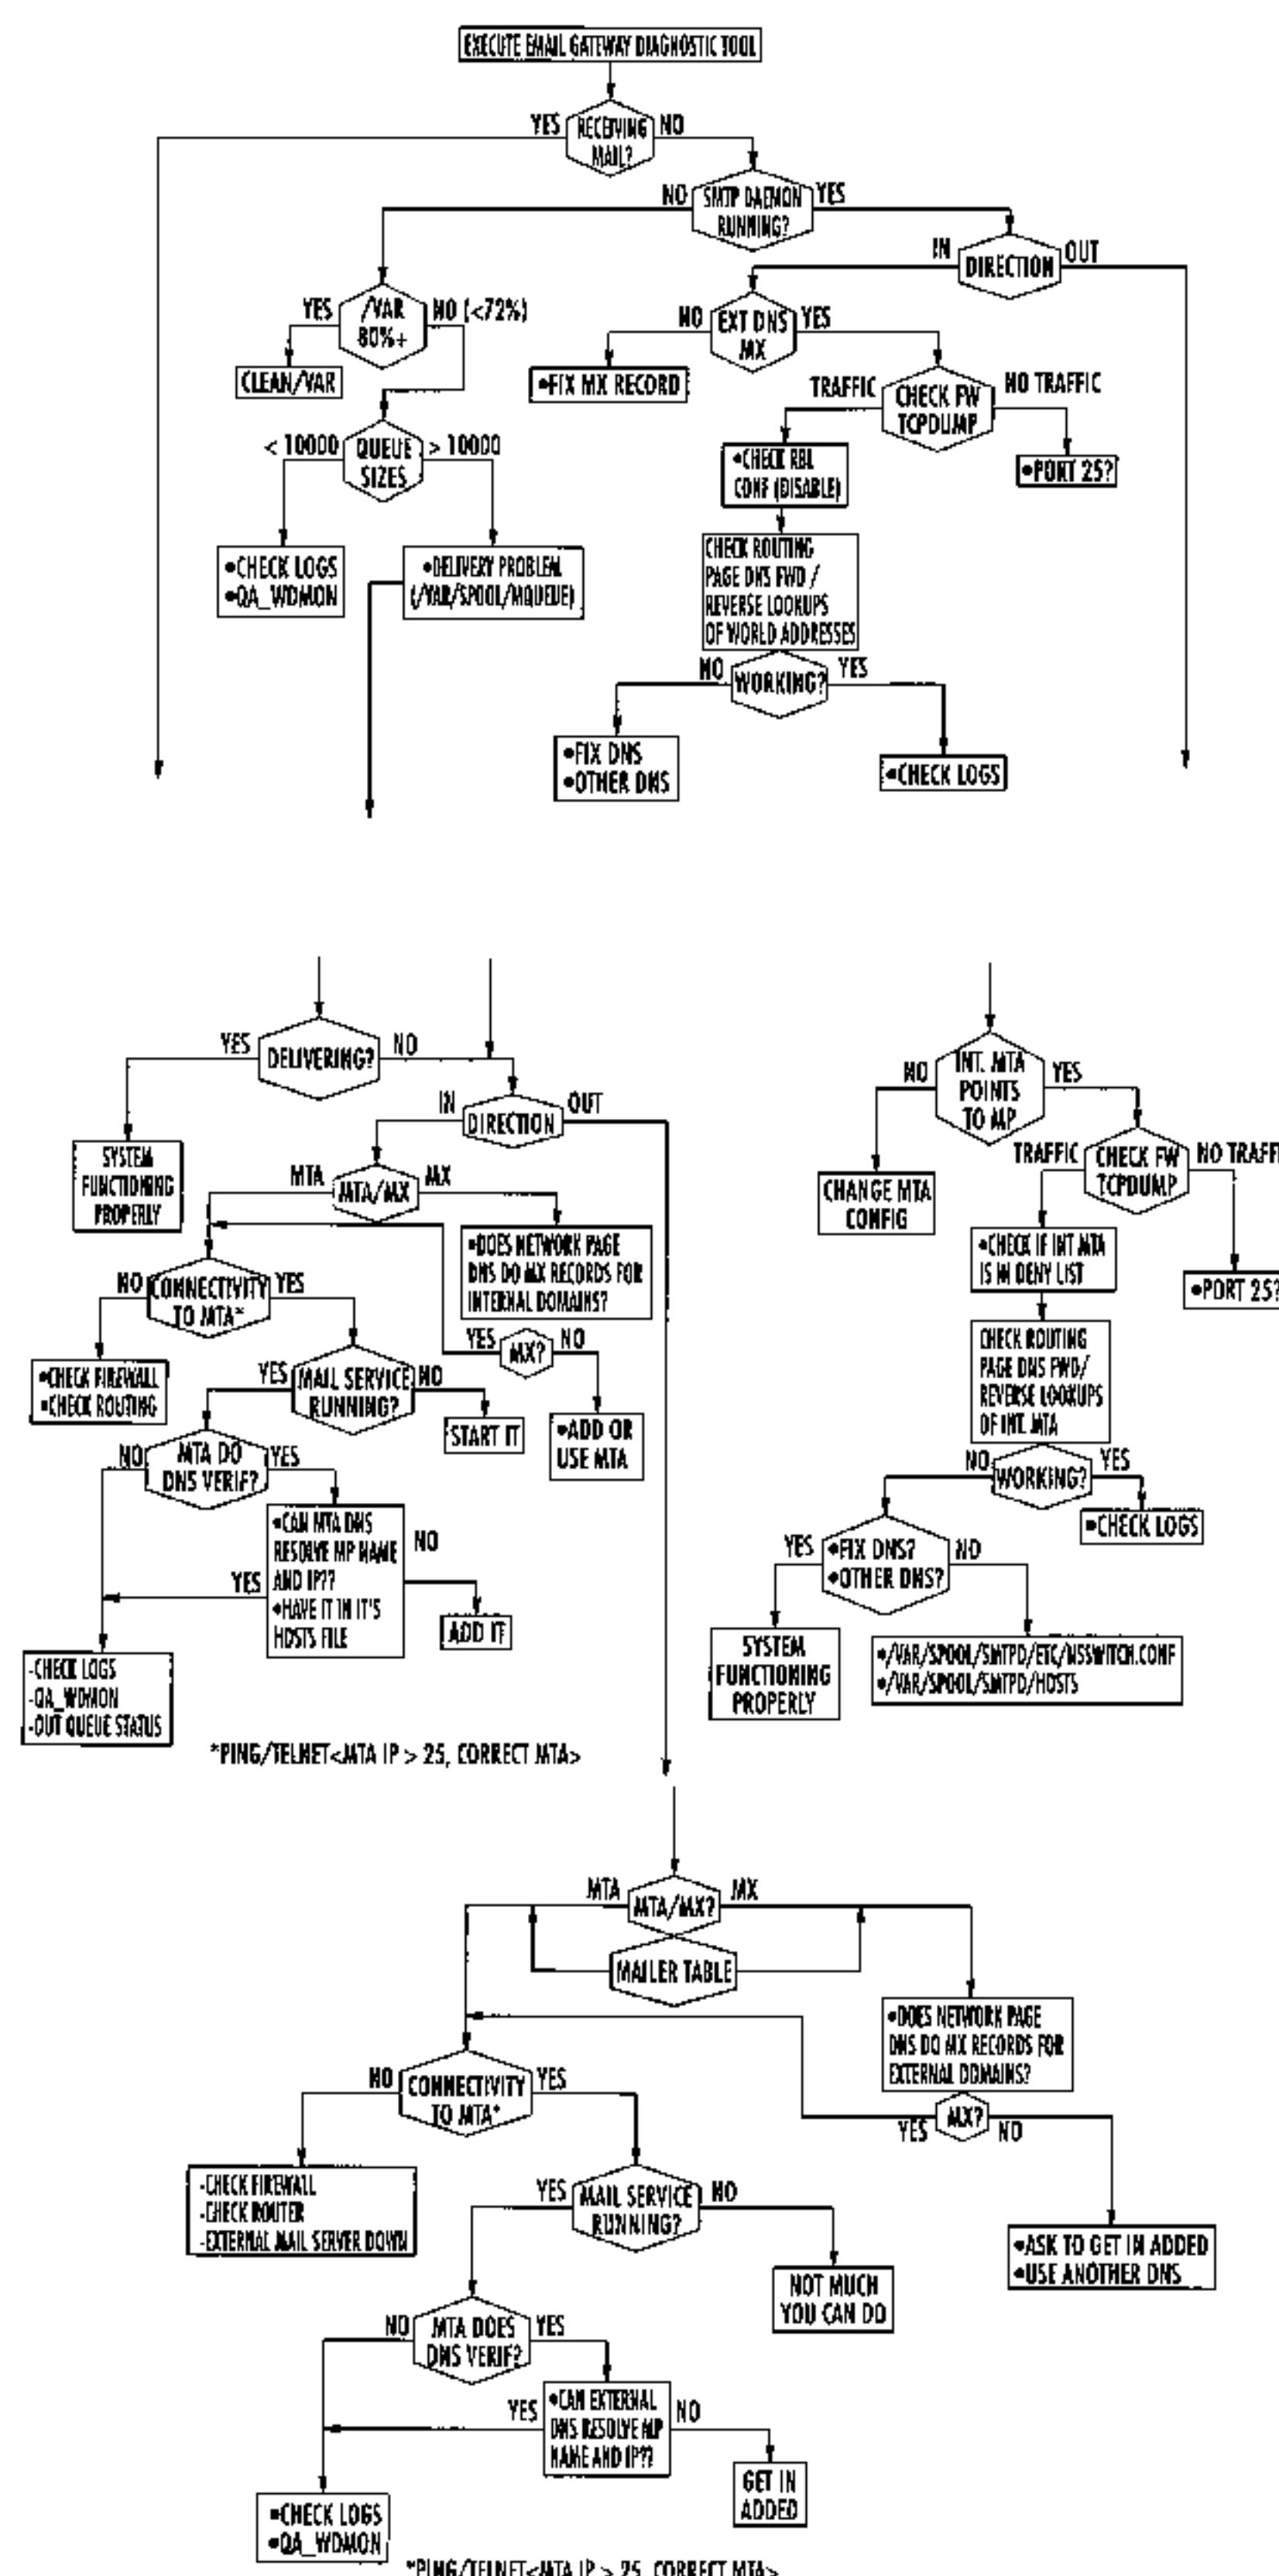 EXECUTE EMAIL GATEWAY DIAGNOSTIC TOOL
YES
RECEIVING
MAIL?
NO
NO
SMTP DAEMON
RUNNING?
YES
IN
DIRECTION
OUT
YES
/VAR
80%+
NO (<72%)
NO
EXT DNS
MX
YES
CLEAN/VAR
•FIX MX RECORD
TRAFFIC
CHECK FW
TCPDUMP
NO TRAFFIC
< 10000
QUEUE
SIZES
> 10000
•CHECK RBL
CONF (DISABLE)
•PORT 25?
•CHECK LOGS
•QA_WDMON
•DELIVERY PROBLEM
(/VAR/SPOOL/MQUEUE)
CHECK ROUTING
PAGE DNS FWD /
REVERSE LOOKUPS
OF WORLD ADDRESSES
NO
WORKING?
YES
•FIX DNS
•OTHER DNS
•CHECK LOGS
YES
DELIVERING?
NO
IN
DIRECTION
OUT
SYSTEM
FUNCTIONING
PROPERLY
MTA
MTA/MX
MX
•DOES NETWORK PAGE
DNS DO MX RECORDS FOR
INTERNAL DOMAINS?
NO
CONNECTIVITY
TO MTA*
YES
YES
MX?
NO
•CHECK FIREWALL
•CHECK ROUTING
YES
MAIL SERVICE
RUNNING?
NO
START IT
•ADD OR
USE MTA
NO
MTA DO
DNS VERIF?
YES
•CAN MTA DNS
RESOLVE MP NAME
AND IP??
•HAVE IT IN IT'S
HOSTS FILE
NO
YES
ADD IT
-CHECK LOGS
-QA_WDMON
-OUT QUEUE STATUS
*PING/TELNET<MTA IP > 25, CORRECT MTA>
NO
INT. MTA
POINTS
TO MP
YES
CHANGE MTA
CONFIG
TRAFFIC
CHECK FW
TCPDUMP
NO TRAFFI
•CHECK IF INT MTA
IS IN DENY LIST
•PORT 25?
CHECK ROUTING
PAGE DNS FWD/
REVERSE LOOKUPS
OF INT. MTA
NO
WORKING?
YES
•CHECK LOGS
YES
•FIX DNS?
•OTHER DNS?
NO
SYSTEM
FUNCTIONING
PROPERLY
•/VAR/SPOOL/SMTPD/ETC/NSSWITCH.CONF
•/VAR/SPOOL/SMTPD/HOSTS
MTA
MTA/MX?
MX
MAILER TABLE
•DOES NETWORK PAGE
DNS DO MX RECORDS FOR
EXTERNAL DOMAINS?
NO
CONNECTIVITY
TO MTA*
YES
YES
MX?
NO
-CHECK FIREWALL
-CHECK ROUTER
-EXTERNAL MAIL SERVER DOWN
YES
MAIL SERVICE
RUNNING?
NO
NOT MUCH
YOU CAN DO
•ASK TO GET IN ADDED
•USE ANOTHER DNS
NO
MTA DOES
DNS VERIF?
YES
YES
•CAN EXTERNAL
DNS RESOLVE MP
NAME AND IP??
NO
GET IN
ADDED
•CHECK LOGS
•QA_WDMON
*PING/TELNET<MTA IP > 25, CORRECT MTA>